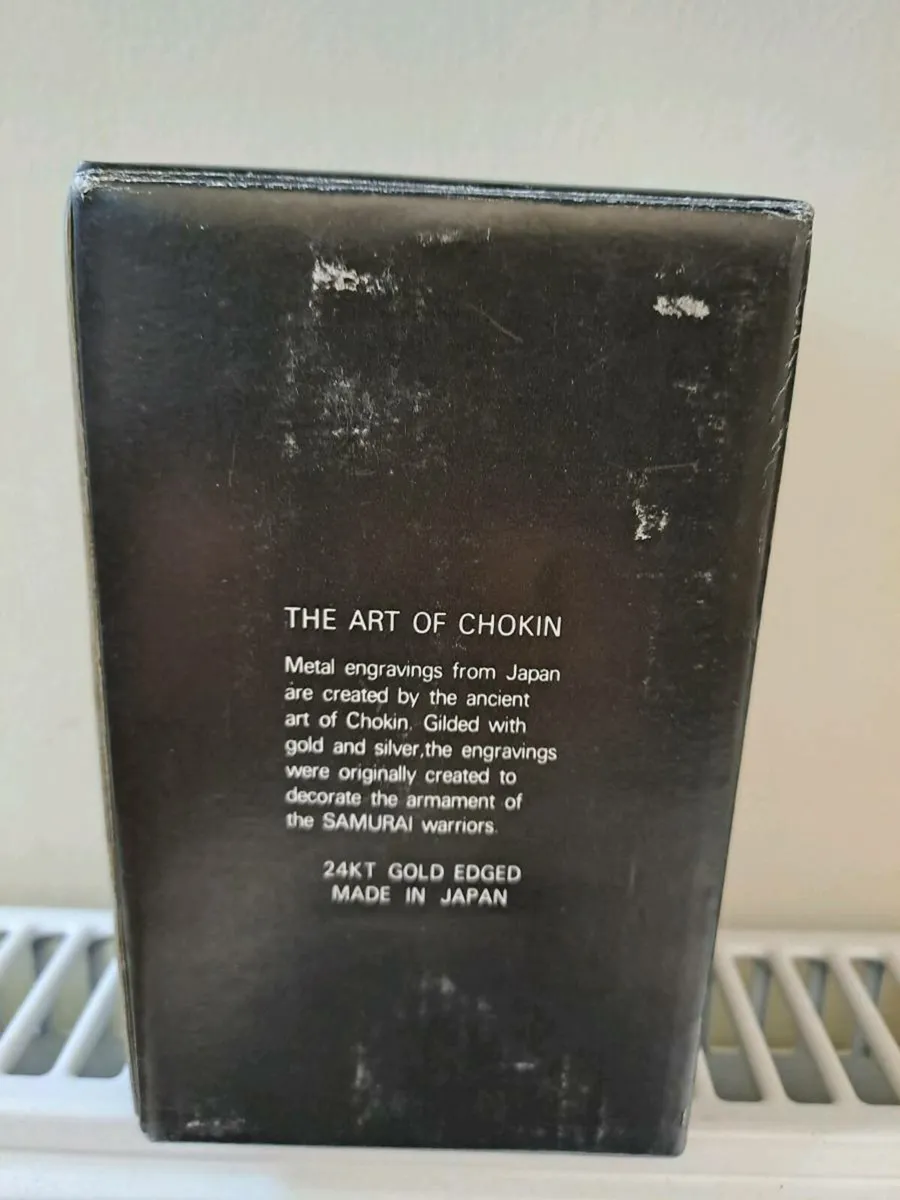 THE ART OF CHOKIN
Metal engravings from Japan
are created by the ancient
art of Chokin. Gilded with
gold and silver,the engravings
were originally created to
decorate the armament of
the SAMURAI warriors.
24KT GOLD EDGED
MADE IN JAPAN